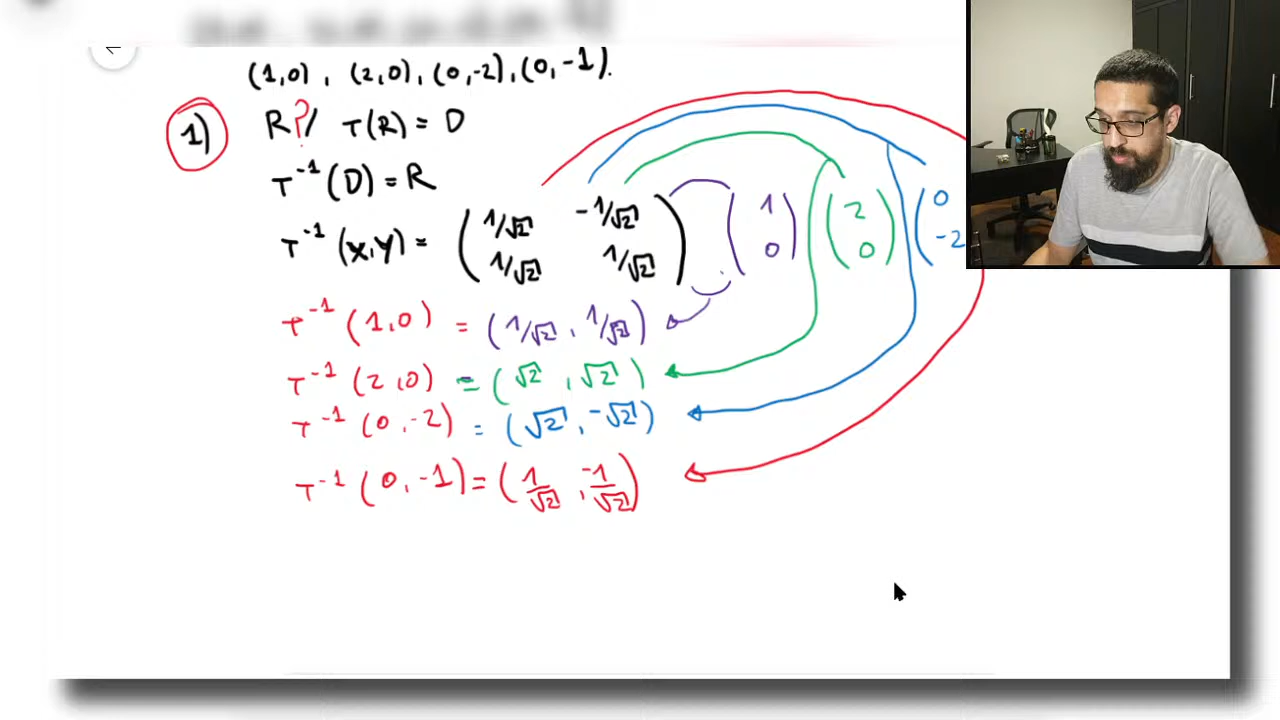 (1,0) , (2,0), (0,-2), (0,-1).
1) R? / T(R) = D
T⁻¹(D) = R
T⁻¹(x,y) = ( 1/√2 -1/√2 ) ( 1 ) ( 2 ) ( 0
( 1/√2 1/√2 ) ( 0 ) ( 0 ) ( -2
T⁻¹(1,0) = (1/√2 , 1/√2)
T⁻¹(2,0) = (√2 , √2)
T⁻¹(0,-2) = (√2, -√2)
T⁻¹(0,-1) = (1/√2 , -1/√2)